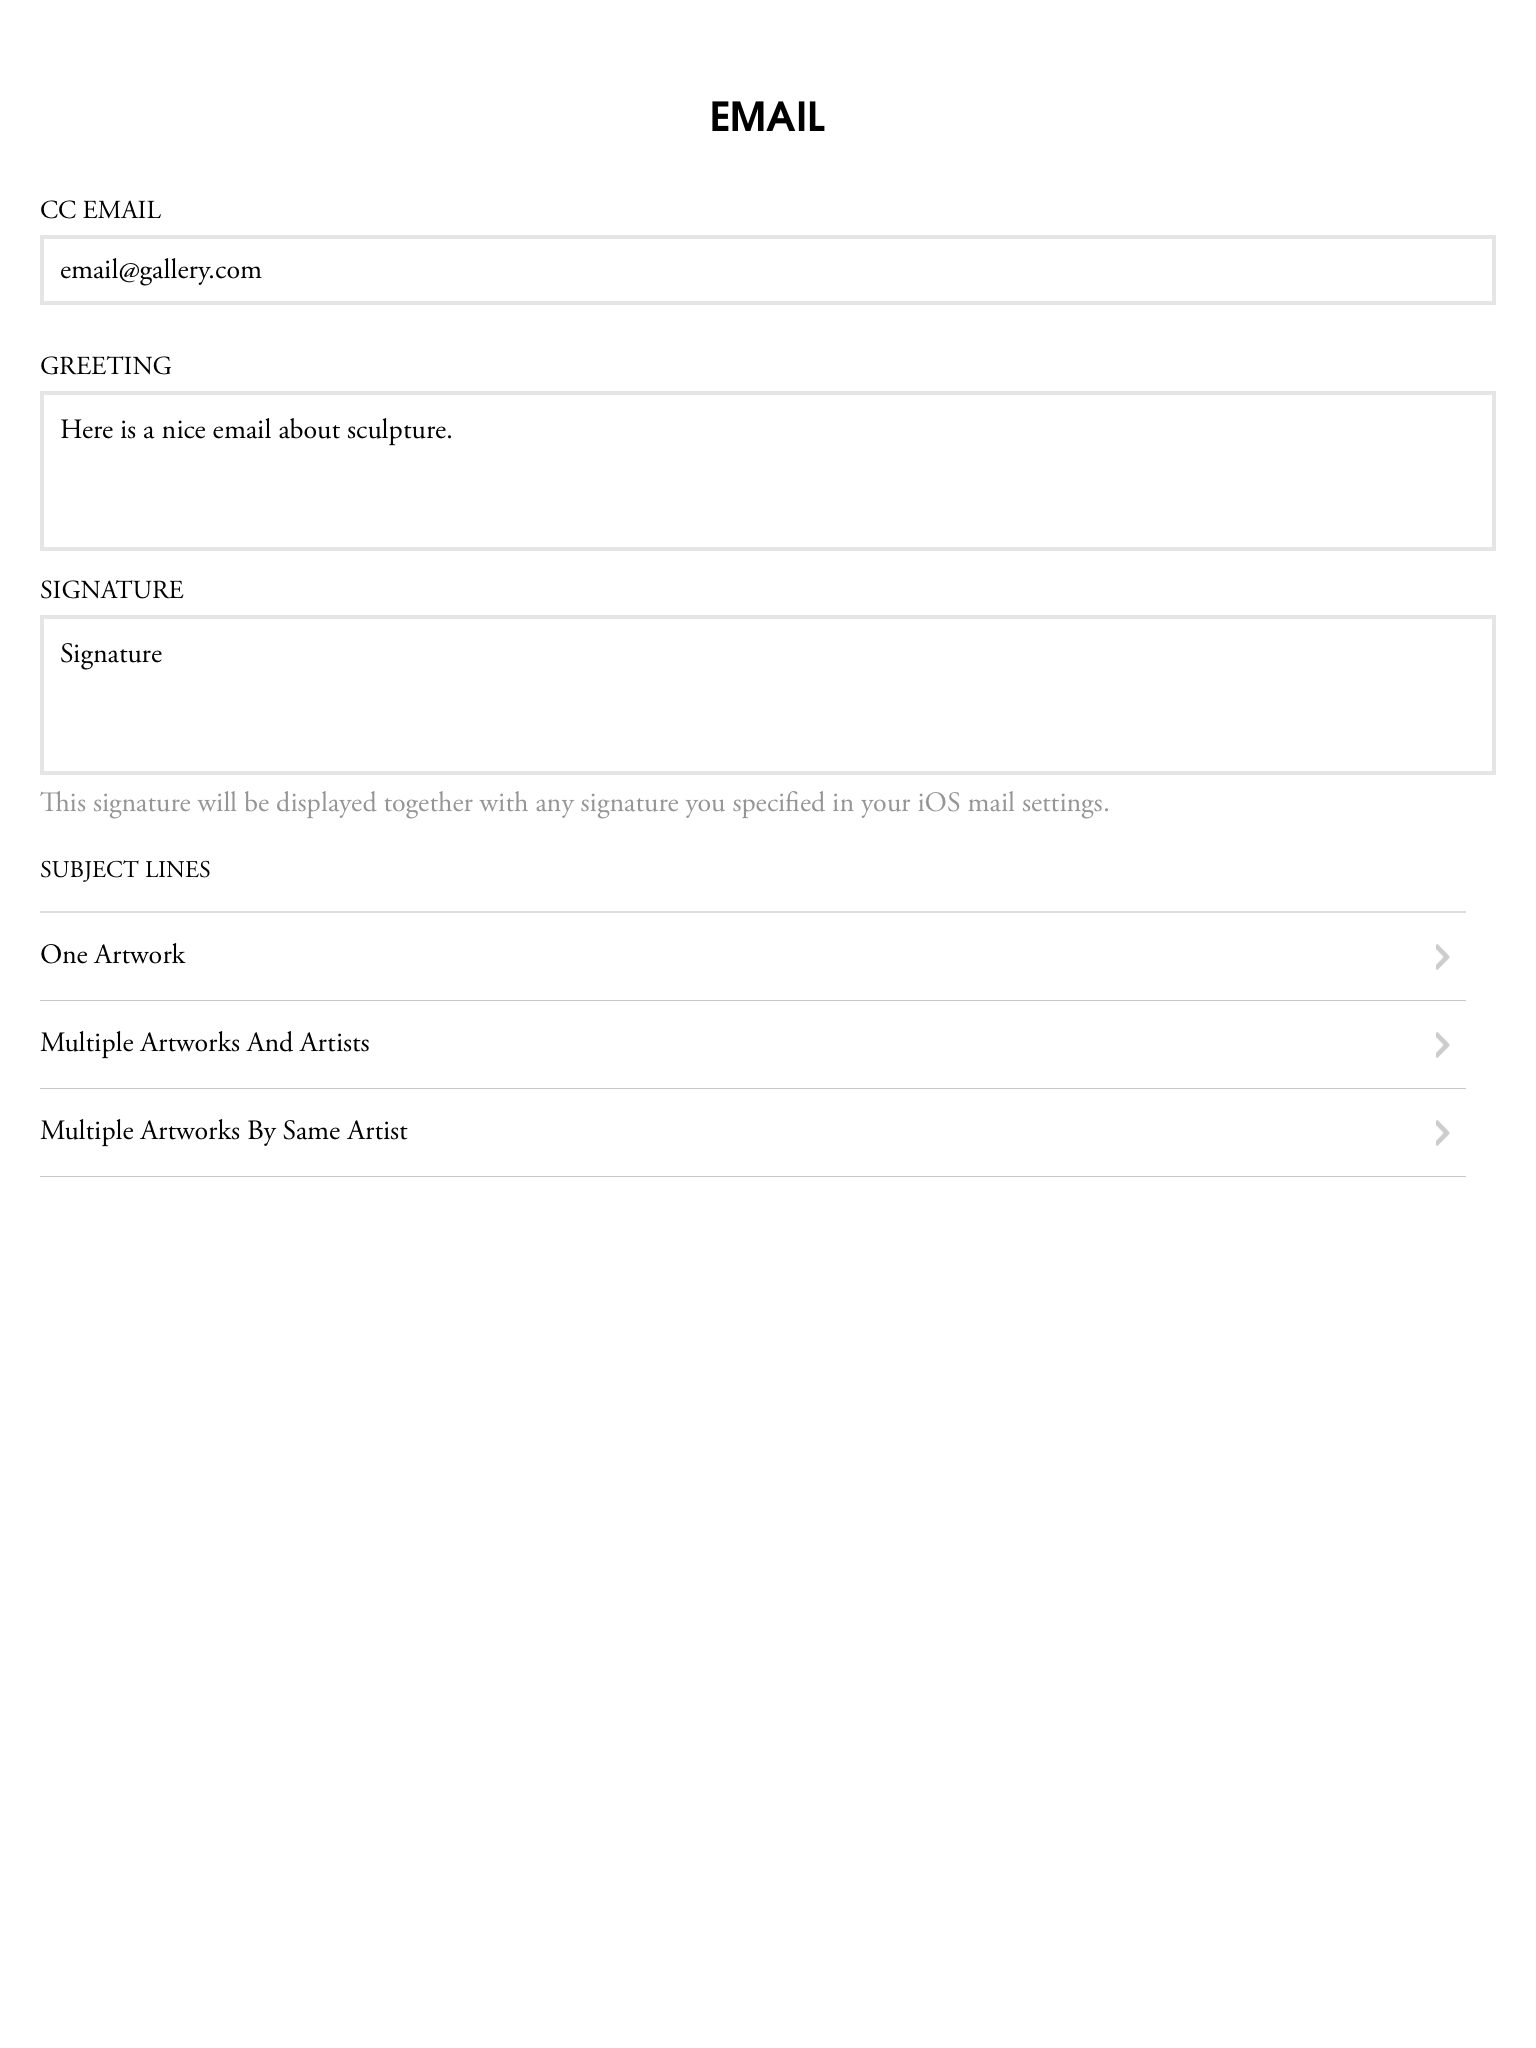 EMAIL
CC EMAIL
email@gallery.com
GREETING
Here is a nice email about sculpture.
SIGNATURE
Signature
This signature will be displayed together with any signature you specified in your iOS mail settings.
SUBJECT LINES
One Artwork
Multiple Artworks And Artists
Multiple Artworks By Same Artist